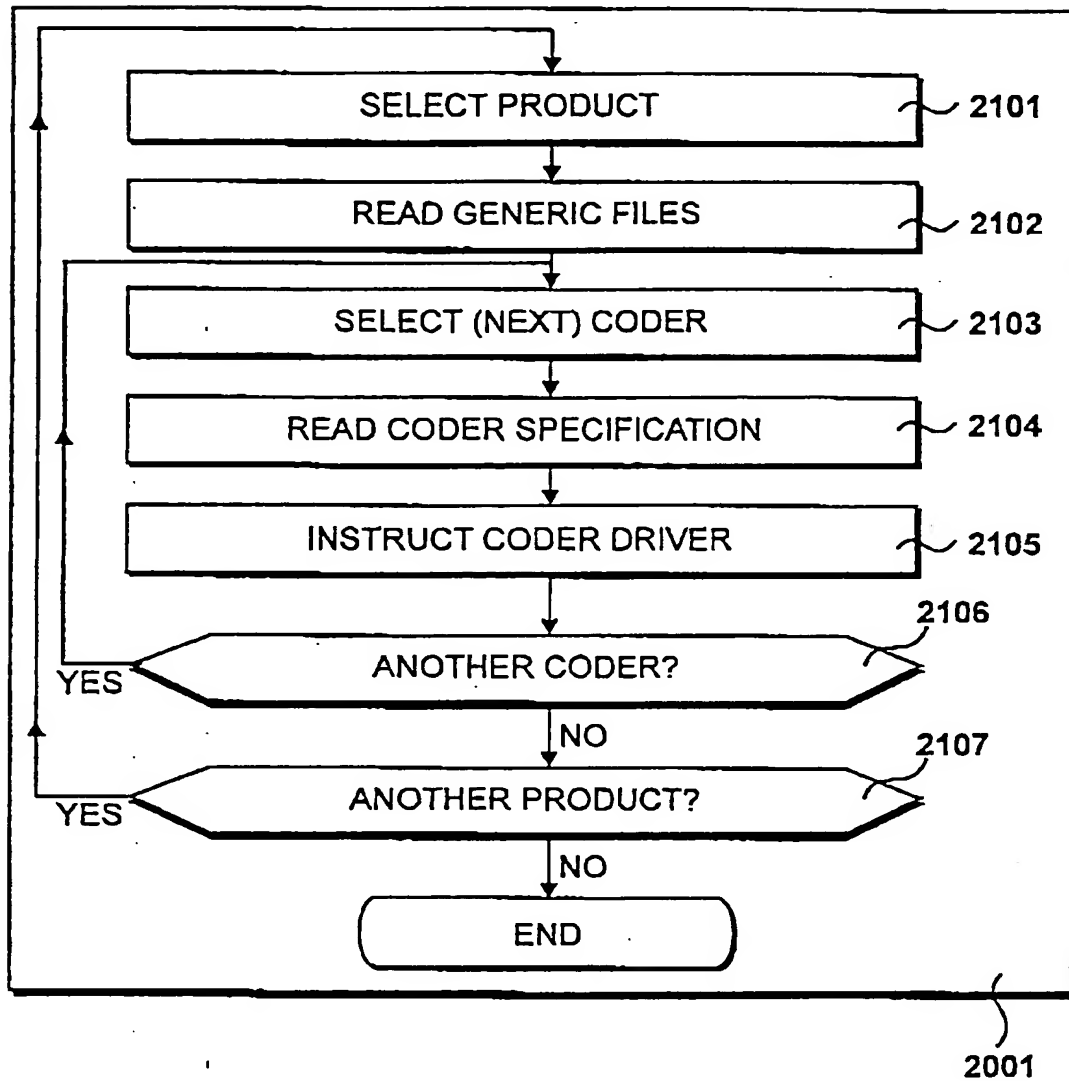 SELECT PRODUCT 2101
READ GENERIC FILES 2102
SELECT (NEXT) CODER 2103
READ CODER SPECIFICATION 2104
INSTRUCT CODER DRIVER 2105
2106
ANOTHER CODER?
YES
NO
2107
ANOTHER PRODUCT?
YES
NO
END
2001